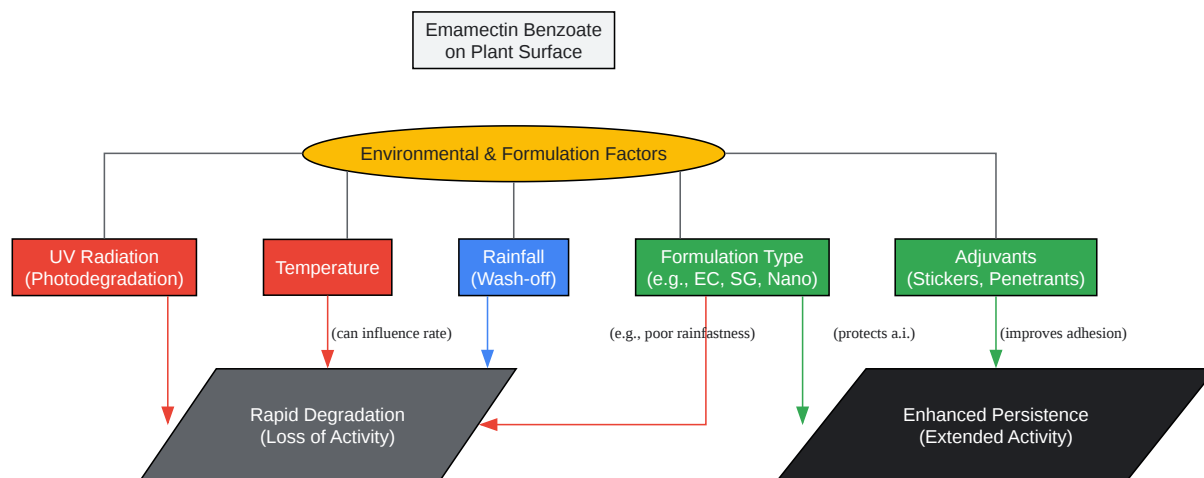 Emamectin Benzoate
on Plant Surface
Environmental & Formulation Factors
UV Radiation
(Photodegradation)
Temperature
Rainfall
(Wash-off)
Formulation Type
(e.g., EC, SG, Nano)
Adjuvants
(Stickers, Penetrants)
(can influence rate)
(e.g., poor rainfastness)
(protects a.i.)
(improves adhesion)
Rapid Degradation
(Loss of Activity)
Enhanced Persistence
(Extended Activity)